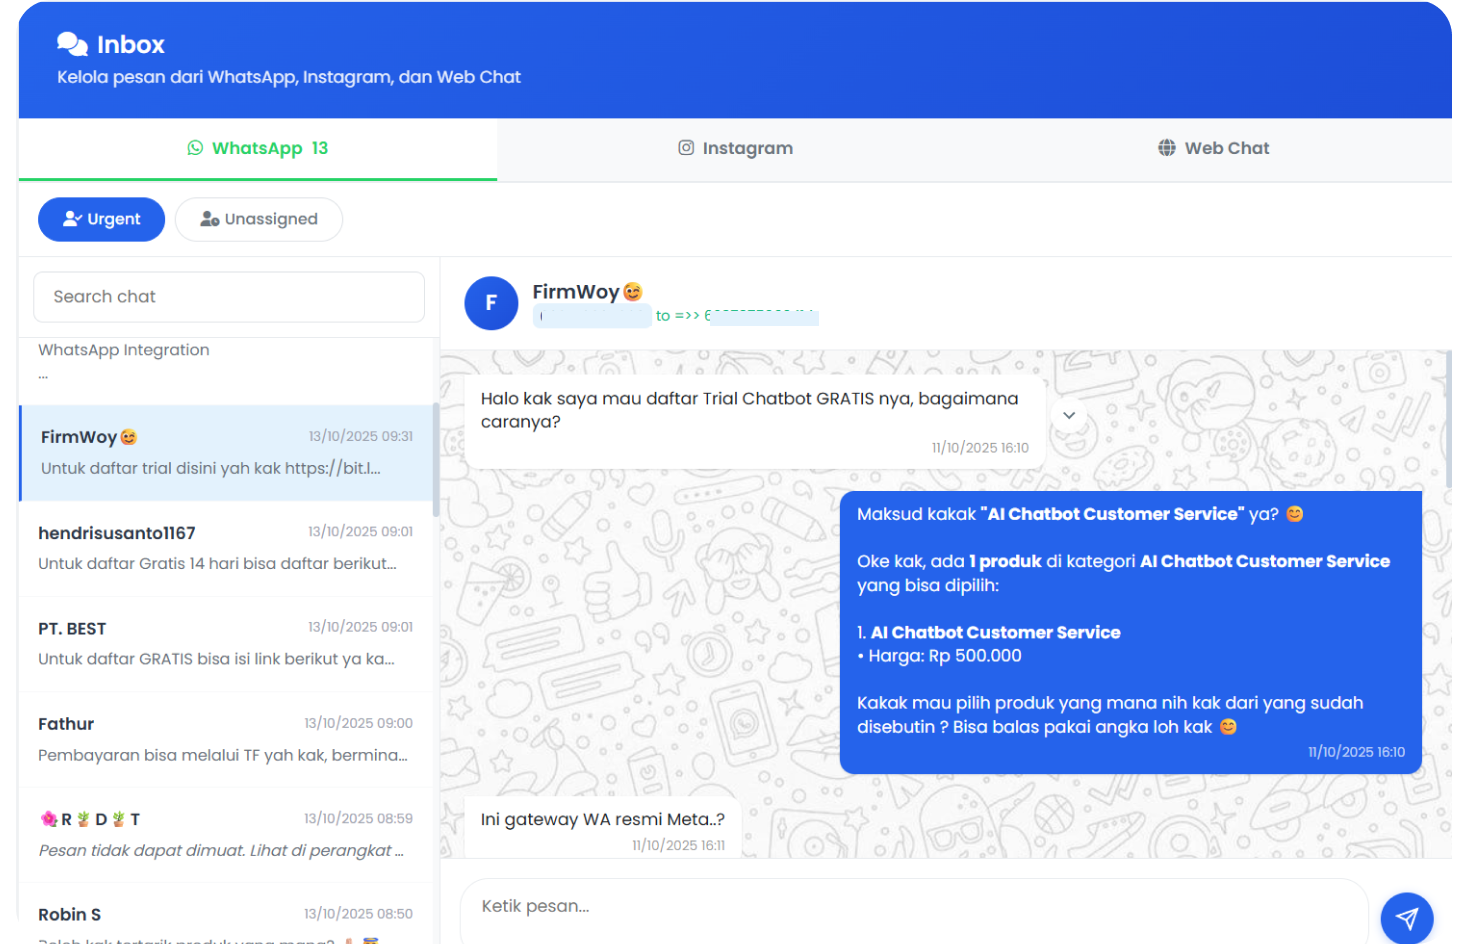 Inbox
Kelola pesan dari WhatsApp, Instagram, dan Web Chat
WhatsApp 13
Instagram
Web Chat
Urgent
Unassigned
Search chat
WhatsApp Integration
...
FirmWoy😉 13/10/2025 09:31
Untuk daftar trial disini yah kak https://bit.l...
hendrisusanto1167 13/10/2025 09:01
Untuk daftar Gratis 14 hari bisa daftar berikut...
PT. BEST 13/10/2025 09:01
Untuk daftar GRATIS bisa isi link berikut ya ka...
Fathur 13/10/2025 09:00
Pembayaran bisa melalui TF yah kak, bermina...
🌺 R 🪴 D 🪴 T 13/10/2025 08:59
Pesan tidak dapat dimuat. Lihat di perangkat ...
Robin S 13/10/2025 08:50
F
FirmWoy😉
to =>>
Halo kak saya mau daftar Trial Chatbot GRATIS nya, bagaimana
caranya?
11/10/2025 16:10
Maksud kakak "AI Chatbot Customer Service" ya? 😊
Oke kak, ada 1 produk di kategori AI Chatbot Customer Service
yang bisa dipilih:
1. AI Chatbot Customer Service
• Harga: Rp 500.000
Kakak mau pilih produk yang mana nih kak dari yang sudah
disebutin ? Bisa balas pakai angka loh kak 😊
11/10/2025 16:10
Ini gateway WA resmi Meta..?
11/10/2025 16:11
Ketik pesan...